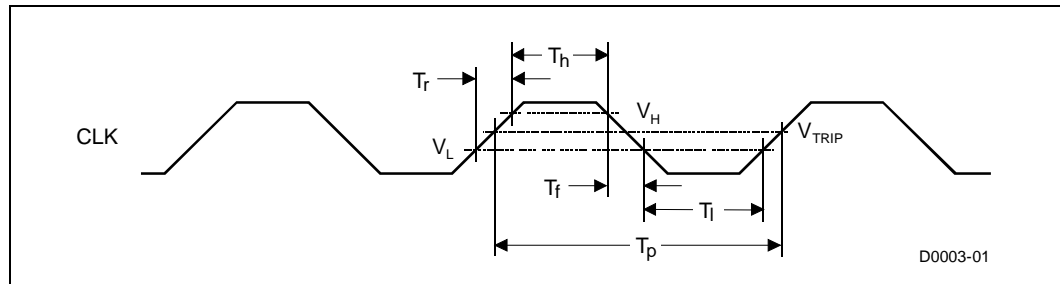 Th
Tr
CLK
VH
VTRIP
VL
Tf
Tl
Tp
D0003-01